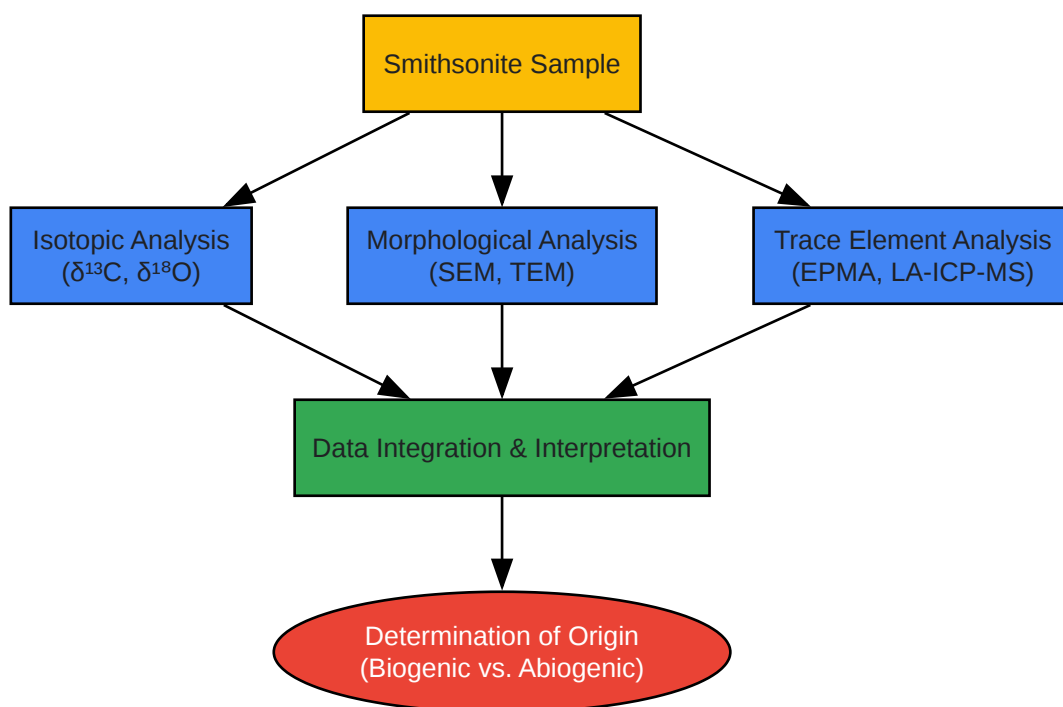 Smithsonite Sample
Isotopic Analysis
(δ¹³C, δ¹⁸O)
Morphological Analysis
(SEM, TEM)
Trace Element Analysis
(EPMA, LA-ICP-MS)
Data Integration & Interpretation
Determination of Origin
(Biogenic vs. Abiogenic)